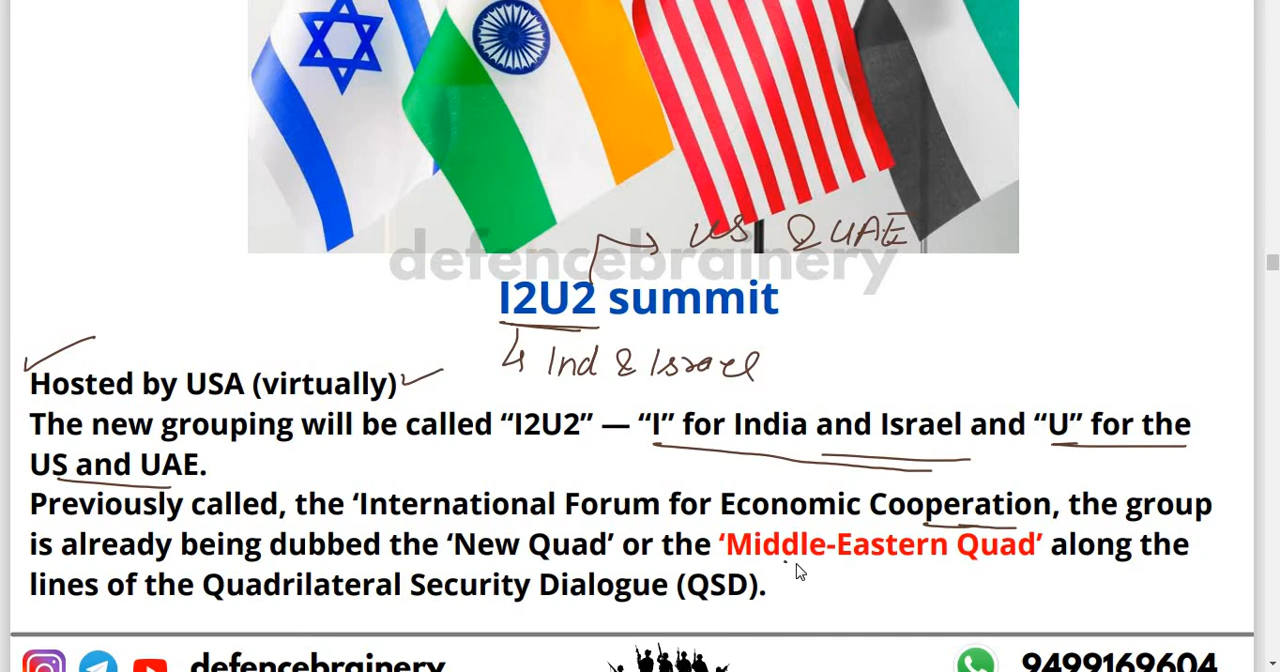 US & UAE
defencebrainery
I2U2 summit
↳ Ind & Israel
Hosted by USA (virtually)
The new grouping will be called “I2U2” — “I” for India and Israel and “U” for the
US and UAE.
Previously called, the ‘International Forum for Economic Cooperation, the group
is already being dubbed the ‘New Quad’ or the ‘Middle-Eastern Quad’ along the
lines of the Quadrilateral Security Dialogue (QSD).
defencebrainery
9499169604